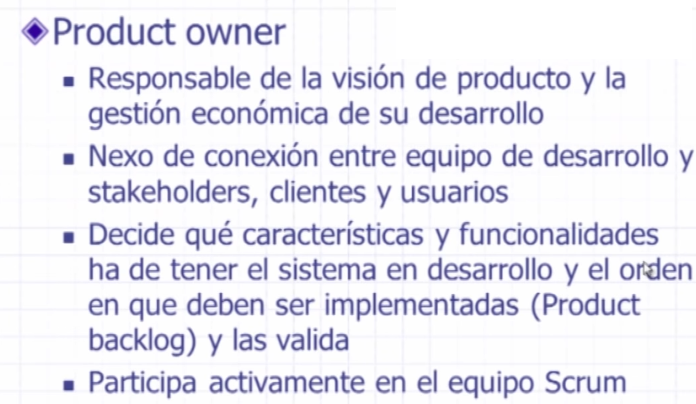 Product owner
Responsable de la visión de producto y la
gestión económica de su desarrollo
Nexo de conexión entre equipo de desarrollo y
stakeholders, clientes y usuarios
Decide qué características y funcionalidades
ha de tener el sistema en desarrollo y el orden
en que deben ser implementadas (Product
backlog) y las valida
Participa activamente en el equipo Scrum